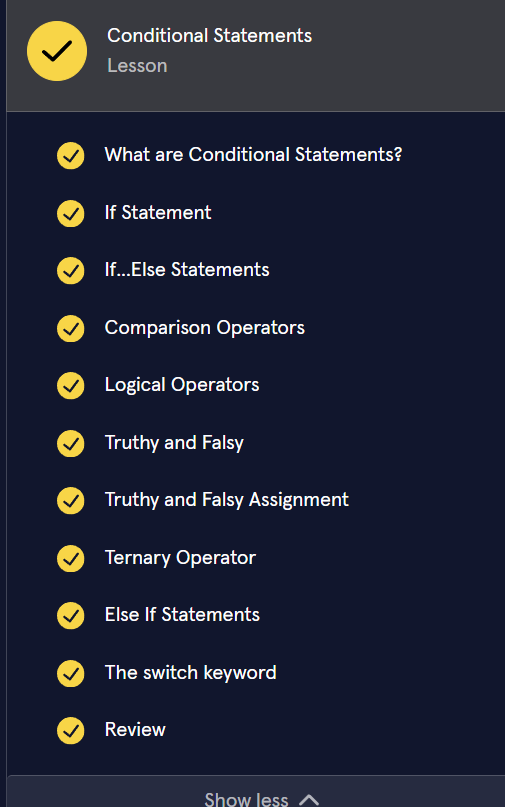 Conditional Statements
Lesson
What are Conditional Statements?
If Statement
If...Else Statements
Comparison Operators
Logical Operators
Truthy and Falsy
Truthy and Falsy Assignment
Ternary Operator
Else If Statements
The switch keyword
Review
Show less